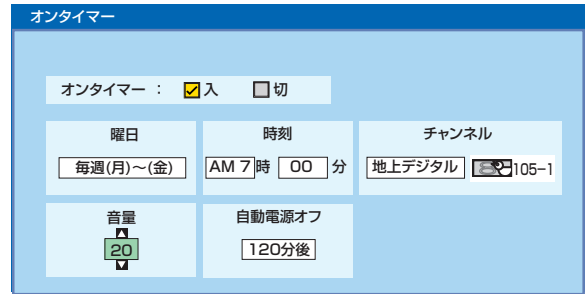 オンタイマー
オンタイマー : 入 切
曜日 時刻 チャンネル
毎週(月)~(金) AM 7 時 00 分 地上デジタル 105-1
音量 自動電源オフ
20 120分後